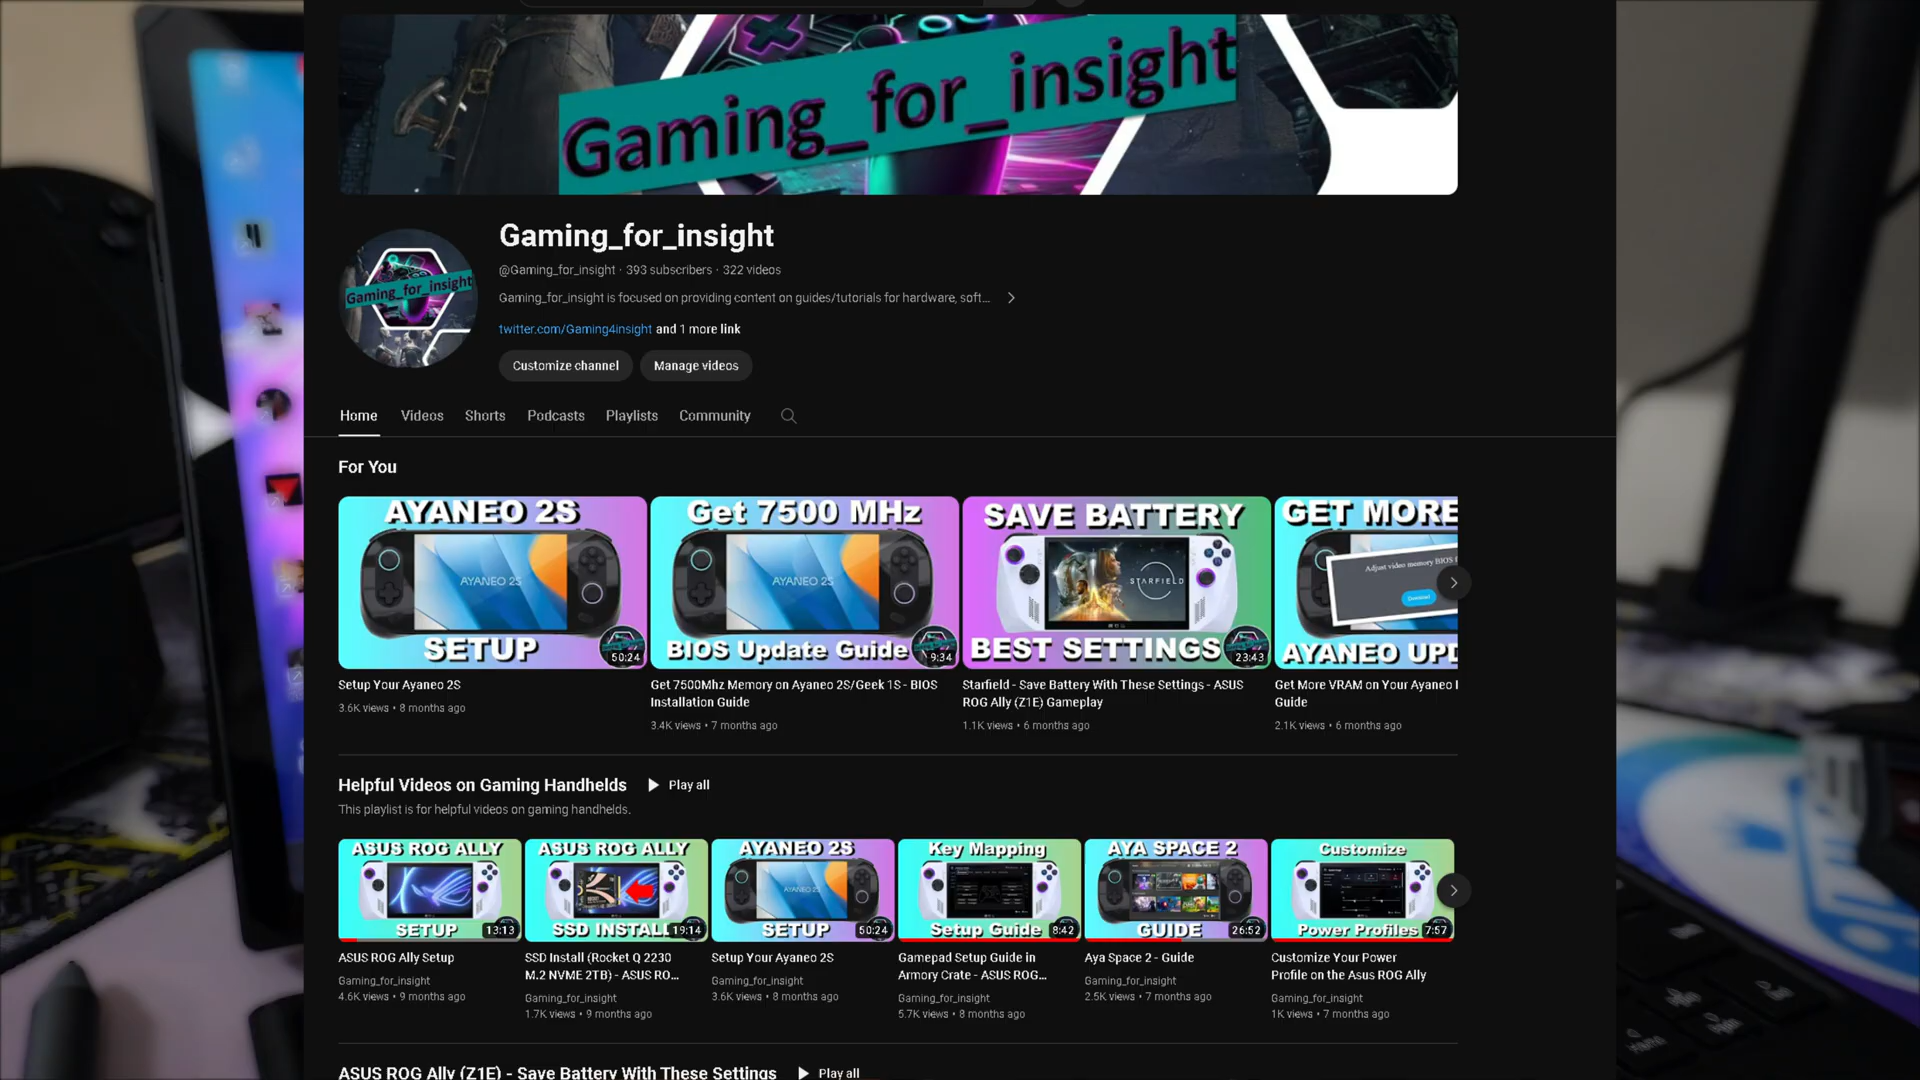 Gaming_for_insight
Gaming_for_insight
Gaming_for_insight
@Gaming_for_insight · 393 subscribers · 322 videos
Gaming_for_insight is focused on providing content on guides/tutorials for hardware, soft...
twitter.com/Gaming4insight and 1 more link
Customize channel Manage videos
Home Videos Shorts Podcasts Playlists Community
For You
AYANEO 2S
AYANEO 2S
SETUP
50:24
Get 7500 MHz
AYANEO 2S
BIOS Update Guide
9:34
SAVE BATTERY
STARFIELD
BEST SETTINGS
23:43
GET MORE
Adjust video memory BIOS
Download
AYANEO UPD
Setup Your Ayaneo 2S
3.6K views • 8 months ago
Get 7500Mhz Memory on Ayaneo 2S/Geek 1S - BIOS
Installation Guide
3.4K views • 7 months ago
Starfield - Save Battery With These Settings - ASUS
ROG Ally (Z1E) Gameplay
1.1K views • 6 months ago
Get More VRAM on Your Ayaneo
Guide
2.1K views • 6 months ago
Helpful Videos on Gaming Handhelds Play all
This playlist is for helpful videos on gaming handhelds.
ASUS ROG ALLY
SETUP
13:13
ASUS ROG ALLY
SSD INSTALL
19:14
AYANEO 2S
AYANEO 2S
SETUP
50:24
Key Mapping
Setup Guide
8:42
AYA SPACE 2
GUIDE
26:52
Customize
Power Profiles
7:57
ASUS ROG Ally Setup
Gaming_for_insight
4.6K views • 9 months ago
SSD Install (Rocket Q 2230
M.2 NVME 2TB) - ASUS RO...
Gaming_for_insight
1.7K views • 9 months ago
Setup Your Ayaneo 2S
Gaming_for_insight
3.6K views • 8 months ago
Gamepad Setup Guide in
Armory Crate - ASUS ROG...
Gaming_for_insight
5.7K views • 8 months ago
Aya Space 2 - Guide
Gaming_for_insight
2.5K views • 7 months ago
Customize Your Power
Profile on the Asus ROG Ally
Gaming_for_insight
1K views • 7 months ago
ASUS ROG Ally (Z1E) - Save Battery With These Settings Play all